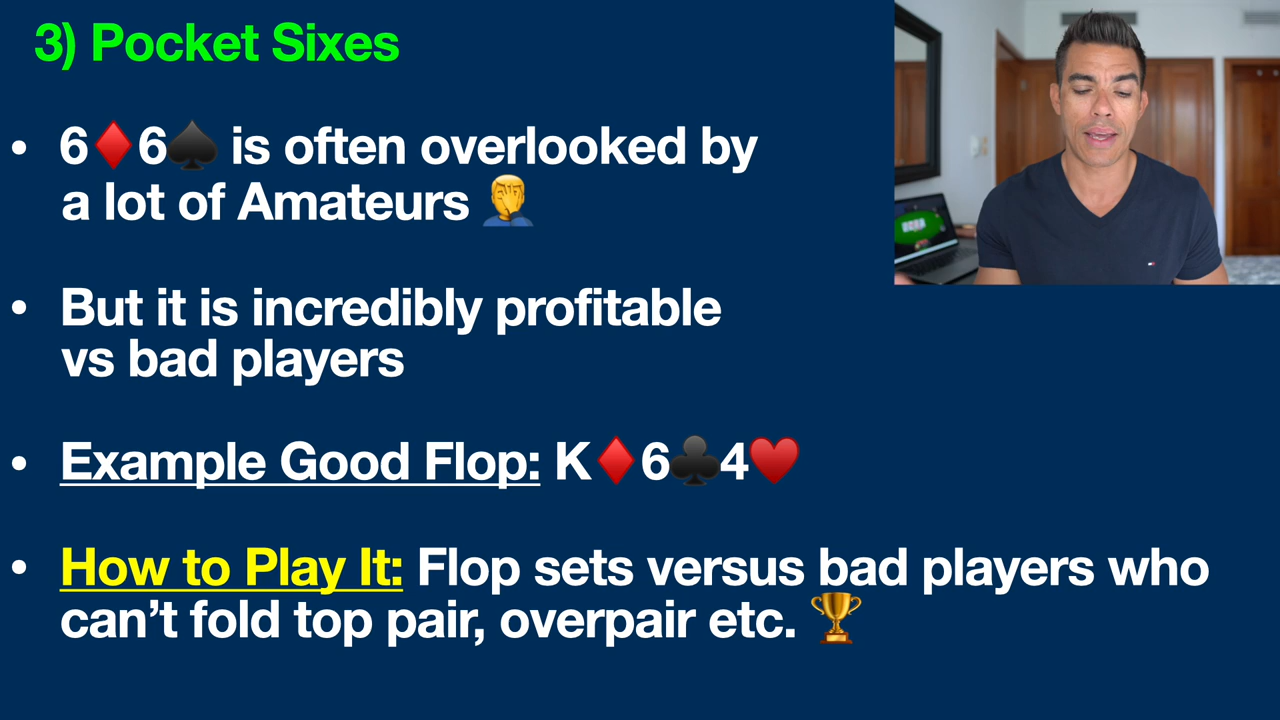 3) Pocket Sixes
• 6♦️6♠️ is often overlooked by
a lot of Amateurs 🤦‍♂️
• But it is incredibly profitable
vs bad players
• Example Good Flop: K♦️6♣️4♥️
• How to Play It: Flop sets versus bad players who
can’t fold top pair, overpair etc. 🏆